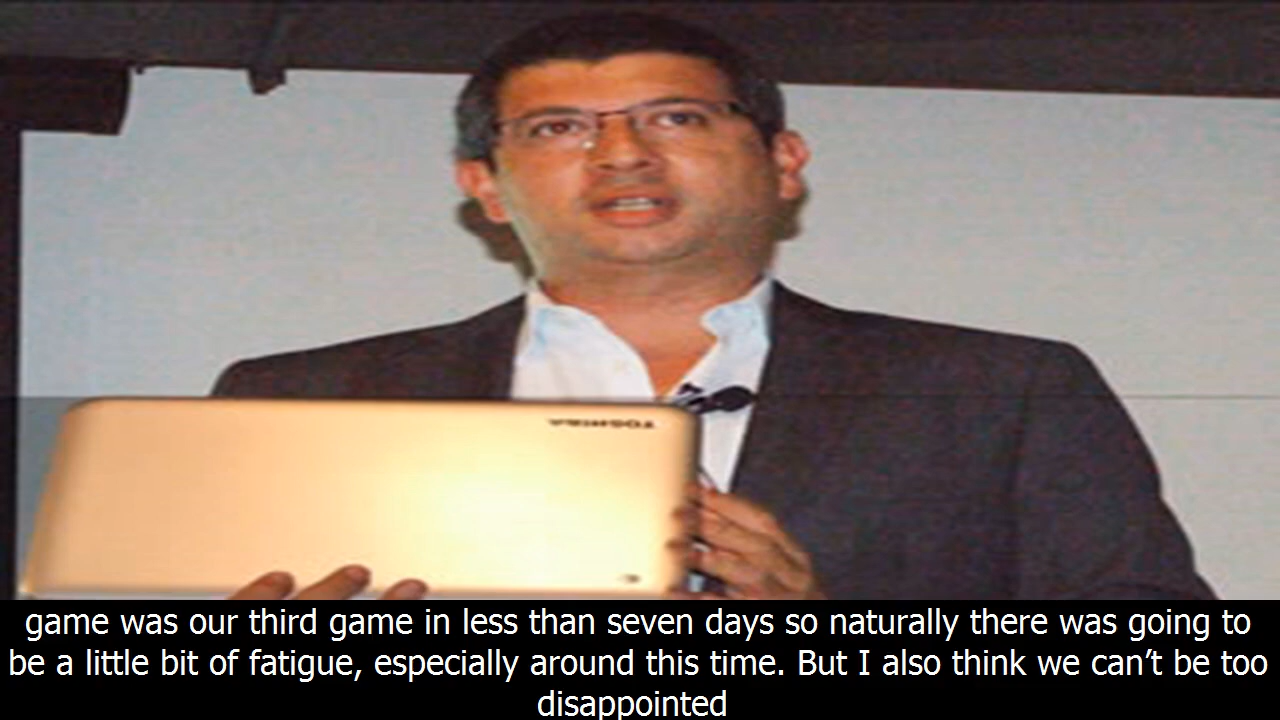 TOSHIBA
game was our third game in less than seven days so naturally there was going to
be a little bit of fatigue, especially around this time. But I also think we can’t be too
disappointed